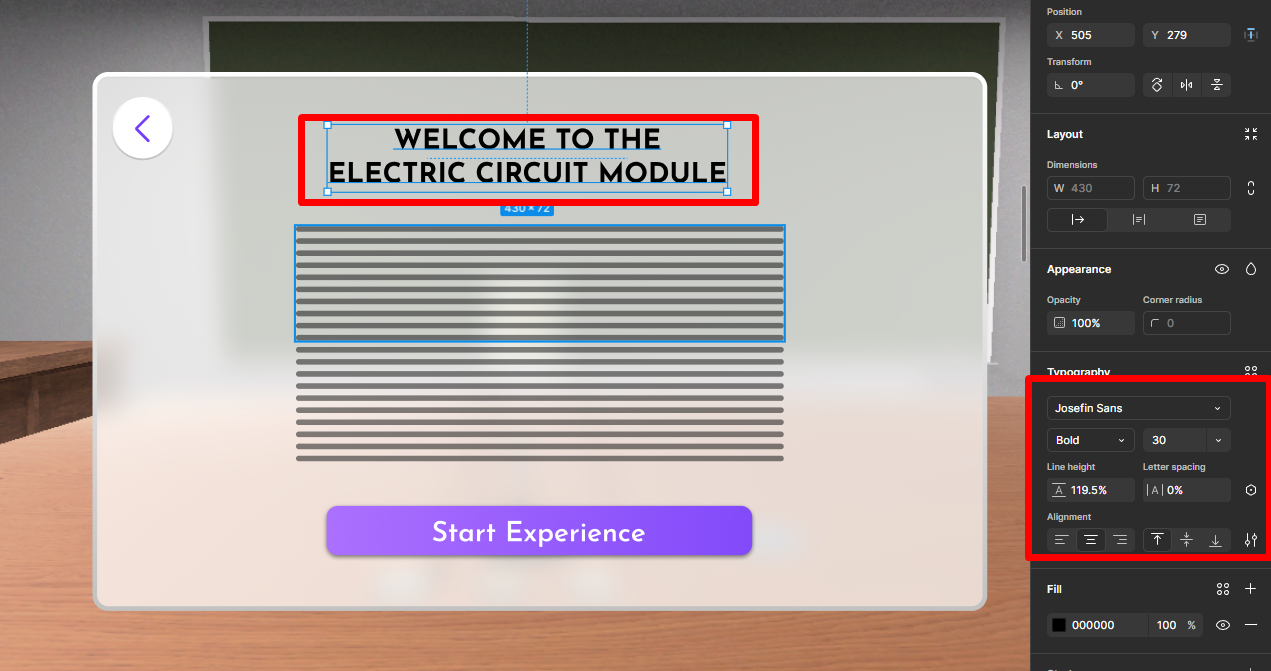 WELCOME TO THE
ELECTRIC CIRCUIT MODULE
430 × 72
Start Experience
Position
X 505
Y 279
Transform
0°
Layout
Dimensions
W 430
H 72
Appearance
Opacity
Corner radius
100%
0
Typography
Josefin Sans
Bold
30
Line height
Letter spacing
119.5%
|A| 0%
Alignment
Fill
000000
100 %